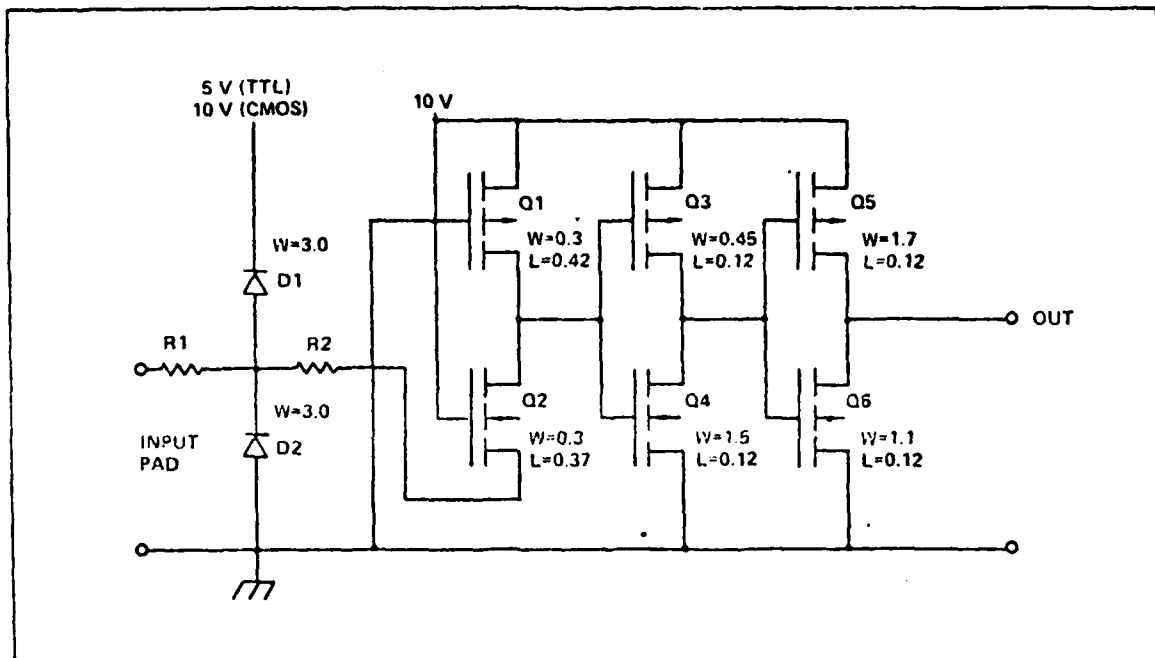 5 V (TTL)
10 V (CMOS)
10 V
Q1
W=0.3
L=0.42
Q3
W=0.45
L=0.12
Q5
W=1.7
L=0.12
W=3.0
D1
R1
R2
OUT
W=3.0
D2
INPUT
PAD
Q2
W=0.3
L=0.37
Q4
W=1.5
L=0.12
Q6
W=1.1
L=0.12